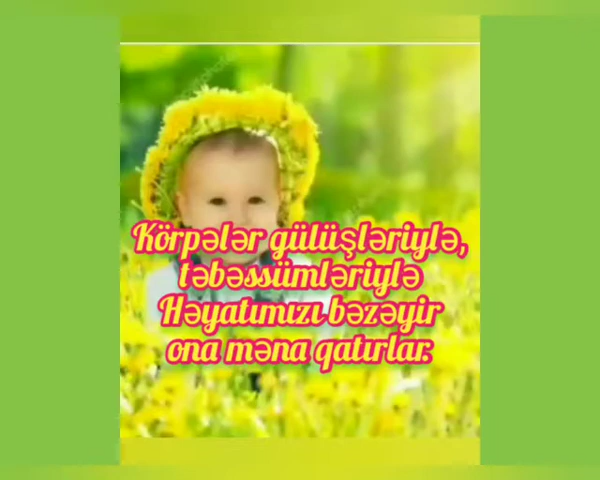 Körpələr gülüşləriylə,
təbəssümləriylə
Həyatımızı bəzəyir
ona məna qatırlar.